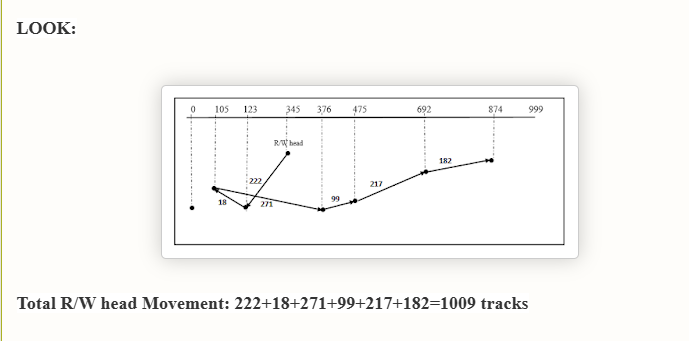 LOOK:
0 105 123 345 376 475 692 874 999
R/W head
182
222
217
18 271 99
Total R/W head Movement: 222+18+271+99+217+182=1009 tracks